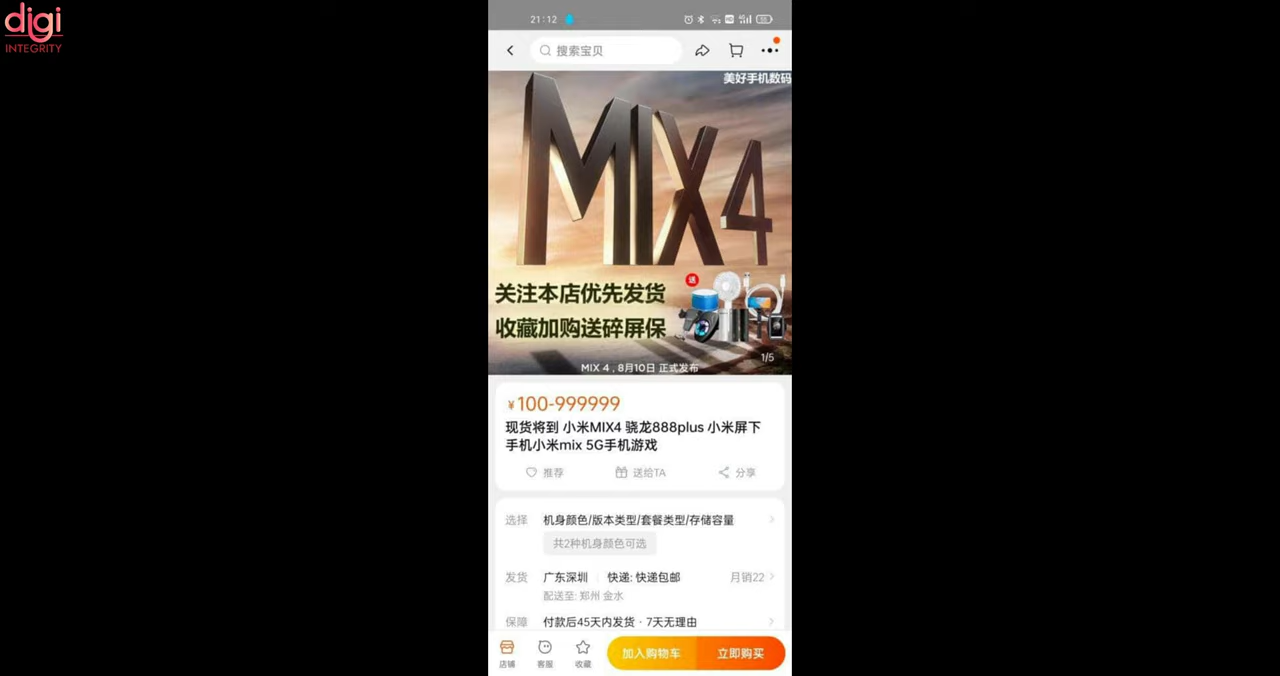 digi
INTEGRITY
21:12
搜索宝贝
美好手机数码
MIX4
送
关注本店优先发货
收藏加购送碎屏保
1/5
MIX 4 , 8月10日 正式发布
¥100-999999
现货将到 小米MIX4 骁龙888plus 小米屏下
手机小米mix 5G手机游戏
推荐 送给TA 分享
选择 机身颜色/版本类型/套餐类型/存储容量
共2种机身颜色可选
发货 广东深圳 快递: 快递包邮 月销22
配送至: 郑州 金水
保障 付款后45天内发货 · 7天无理由
店铺 客服 收藏 加入购物车 立即购买